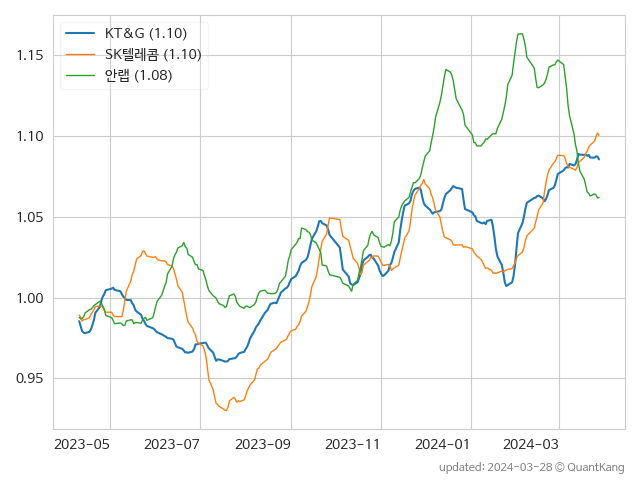 KT&G (1.10)
SK텔레콤 (1.10)
안랩 (1.08)
1.15
1.10
1.05
1.00
0.95
2023-05 2023-07 2023-09 2023-11 2024-01 2024-03
updated: 2024-03-28 © QuantKang